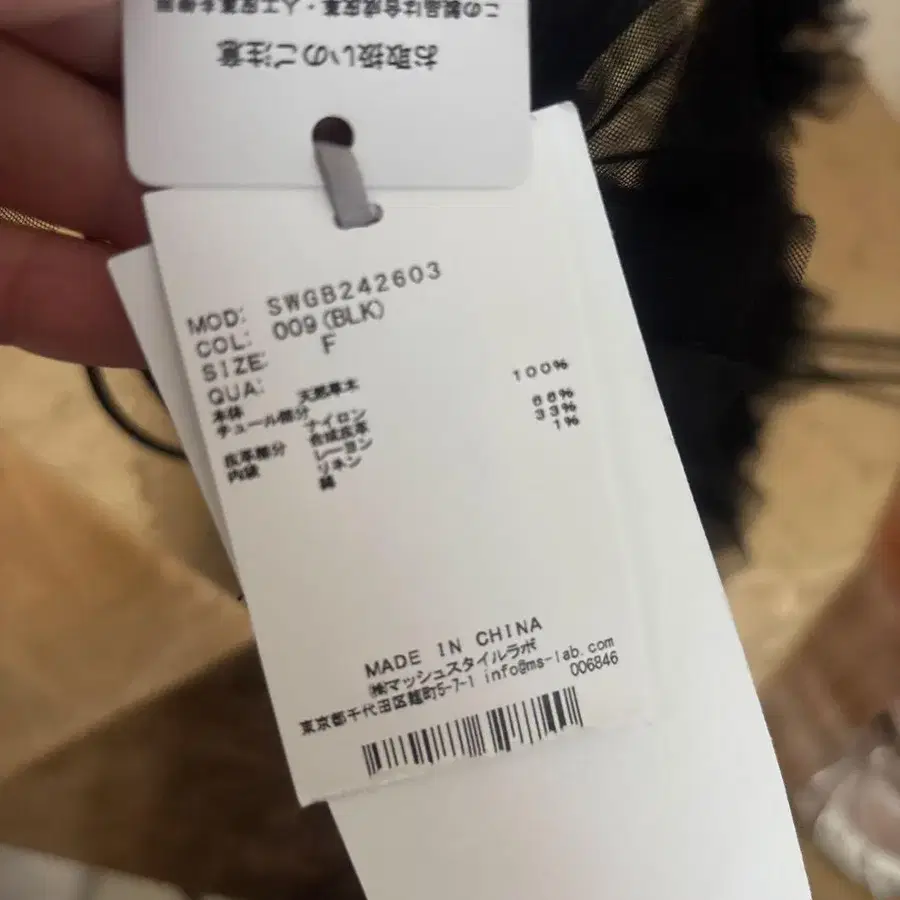 この製品は合成皮革・人工皮革を使用
お取扱いのご注意
MOD: SWGB242603
COL: 009(BLK)
SIZE: F
QUA:
本体 天然草木 100%
チュール部分 ナイロン
皮革部分 合成皮革
内袋 レーヨン 66%
リネン 33%
綿 1%
MADE IN CHINA
㈱マッシュスタイルラボ
東京都千代田区麹町5-7-1 info@ms-lab.com
006846